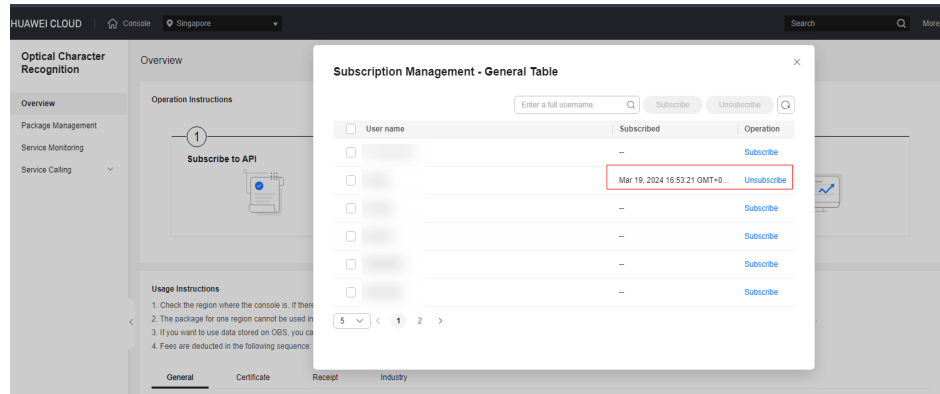 HUAWEI CLOUD Console Singapore Search More
Optical Character
Recognition
Overview
Package Management
Service Monitoring
Service Calling
Overview
Operation Instructions
1
Subscribe to API
Usage Instructions
1. Check the region where the console is. If there
2. The package for one region cannot be used in
3. If you want to use data stored on OBS, you ca
4. Fees are deducted in the following sequence:
General Certificate Receipt Industry
Subscription Management - General Table
Enter a full username. Subscribe Unsubscribe
User name Subscribed Operation
-- Subscribe
Mar 19, 2024 16:53:21 GMT+0... Unsubscribe
-- Subscribe
-- Subscribe
-- Subscribe
-- Subscribe
5 < 1 2 >